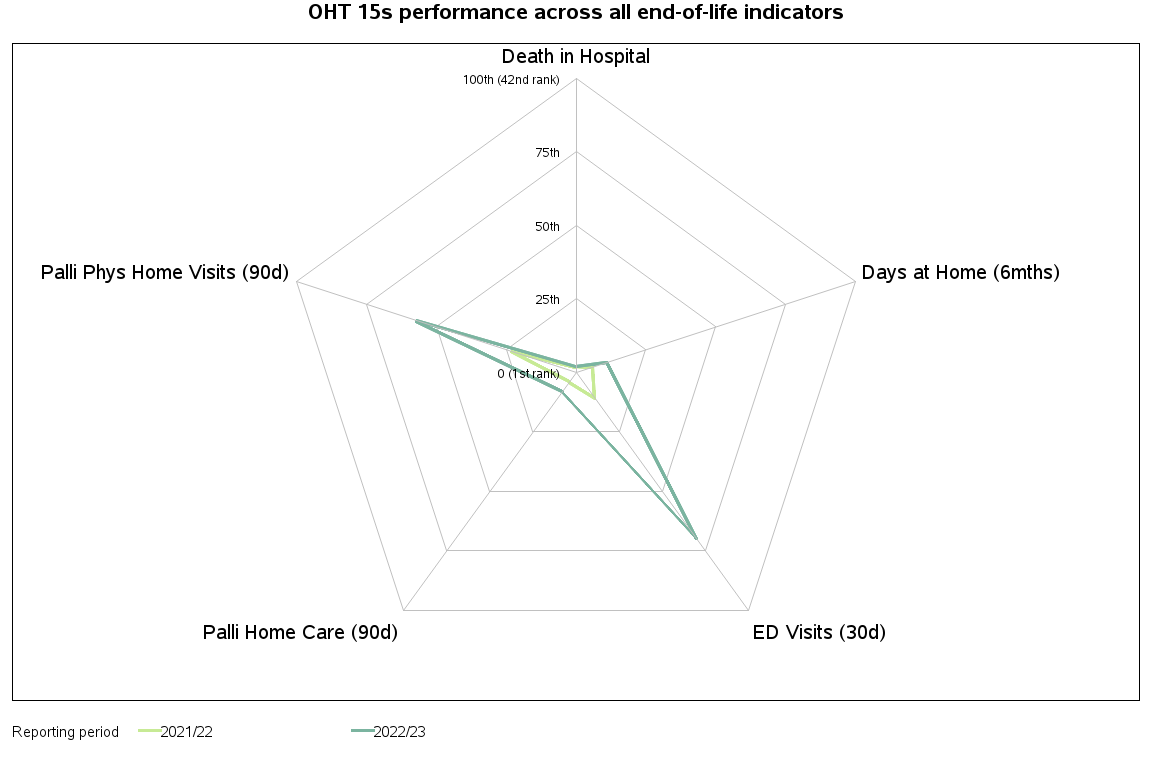 OHT 15s performance across all end-of-life indicators
Death in Hospital
100th (42nd rank)
75th
50th
25th
0 (1st rank)
Palli Phys Home Visits (90d)
Days at Home (6mths)
Palli Home Care (90d)
ED Visits (30d)
Reporting period 2021/22 2022/23